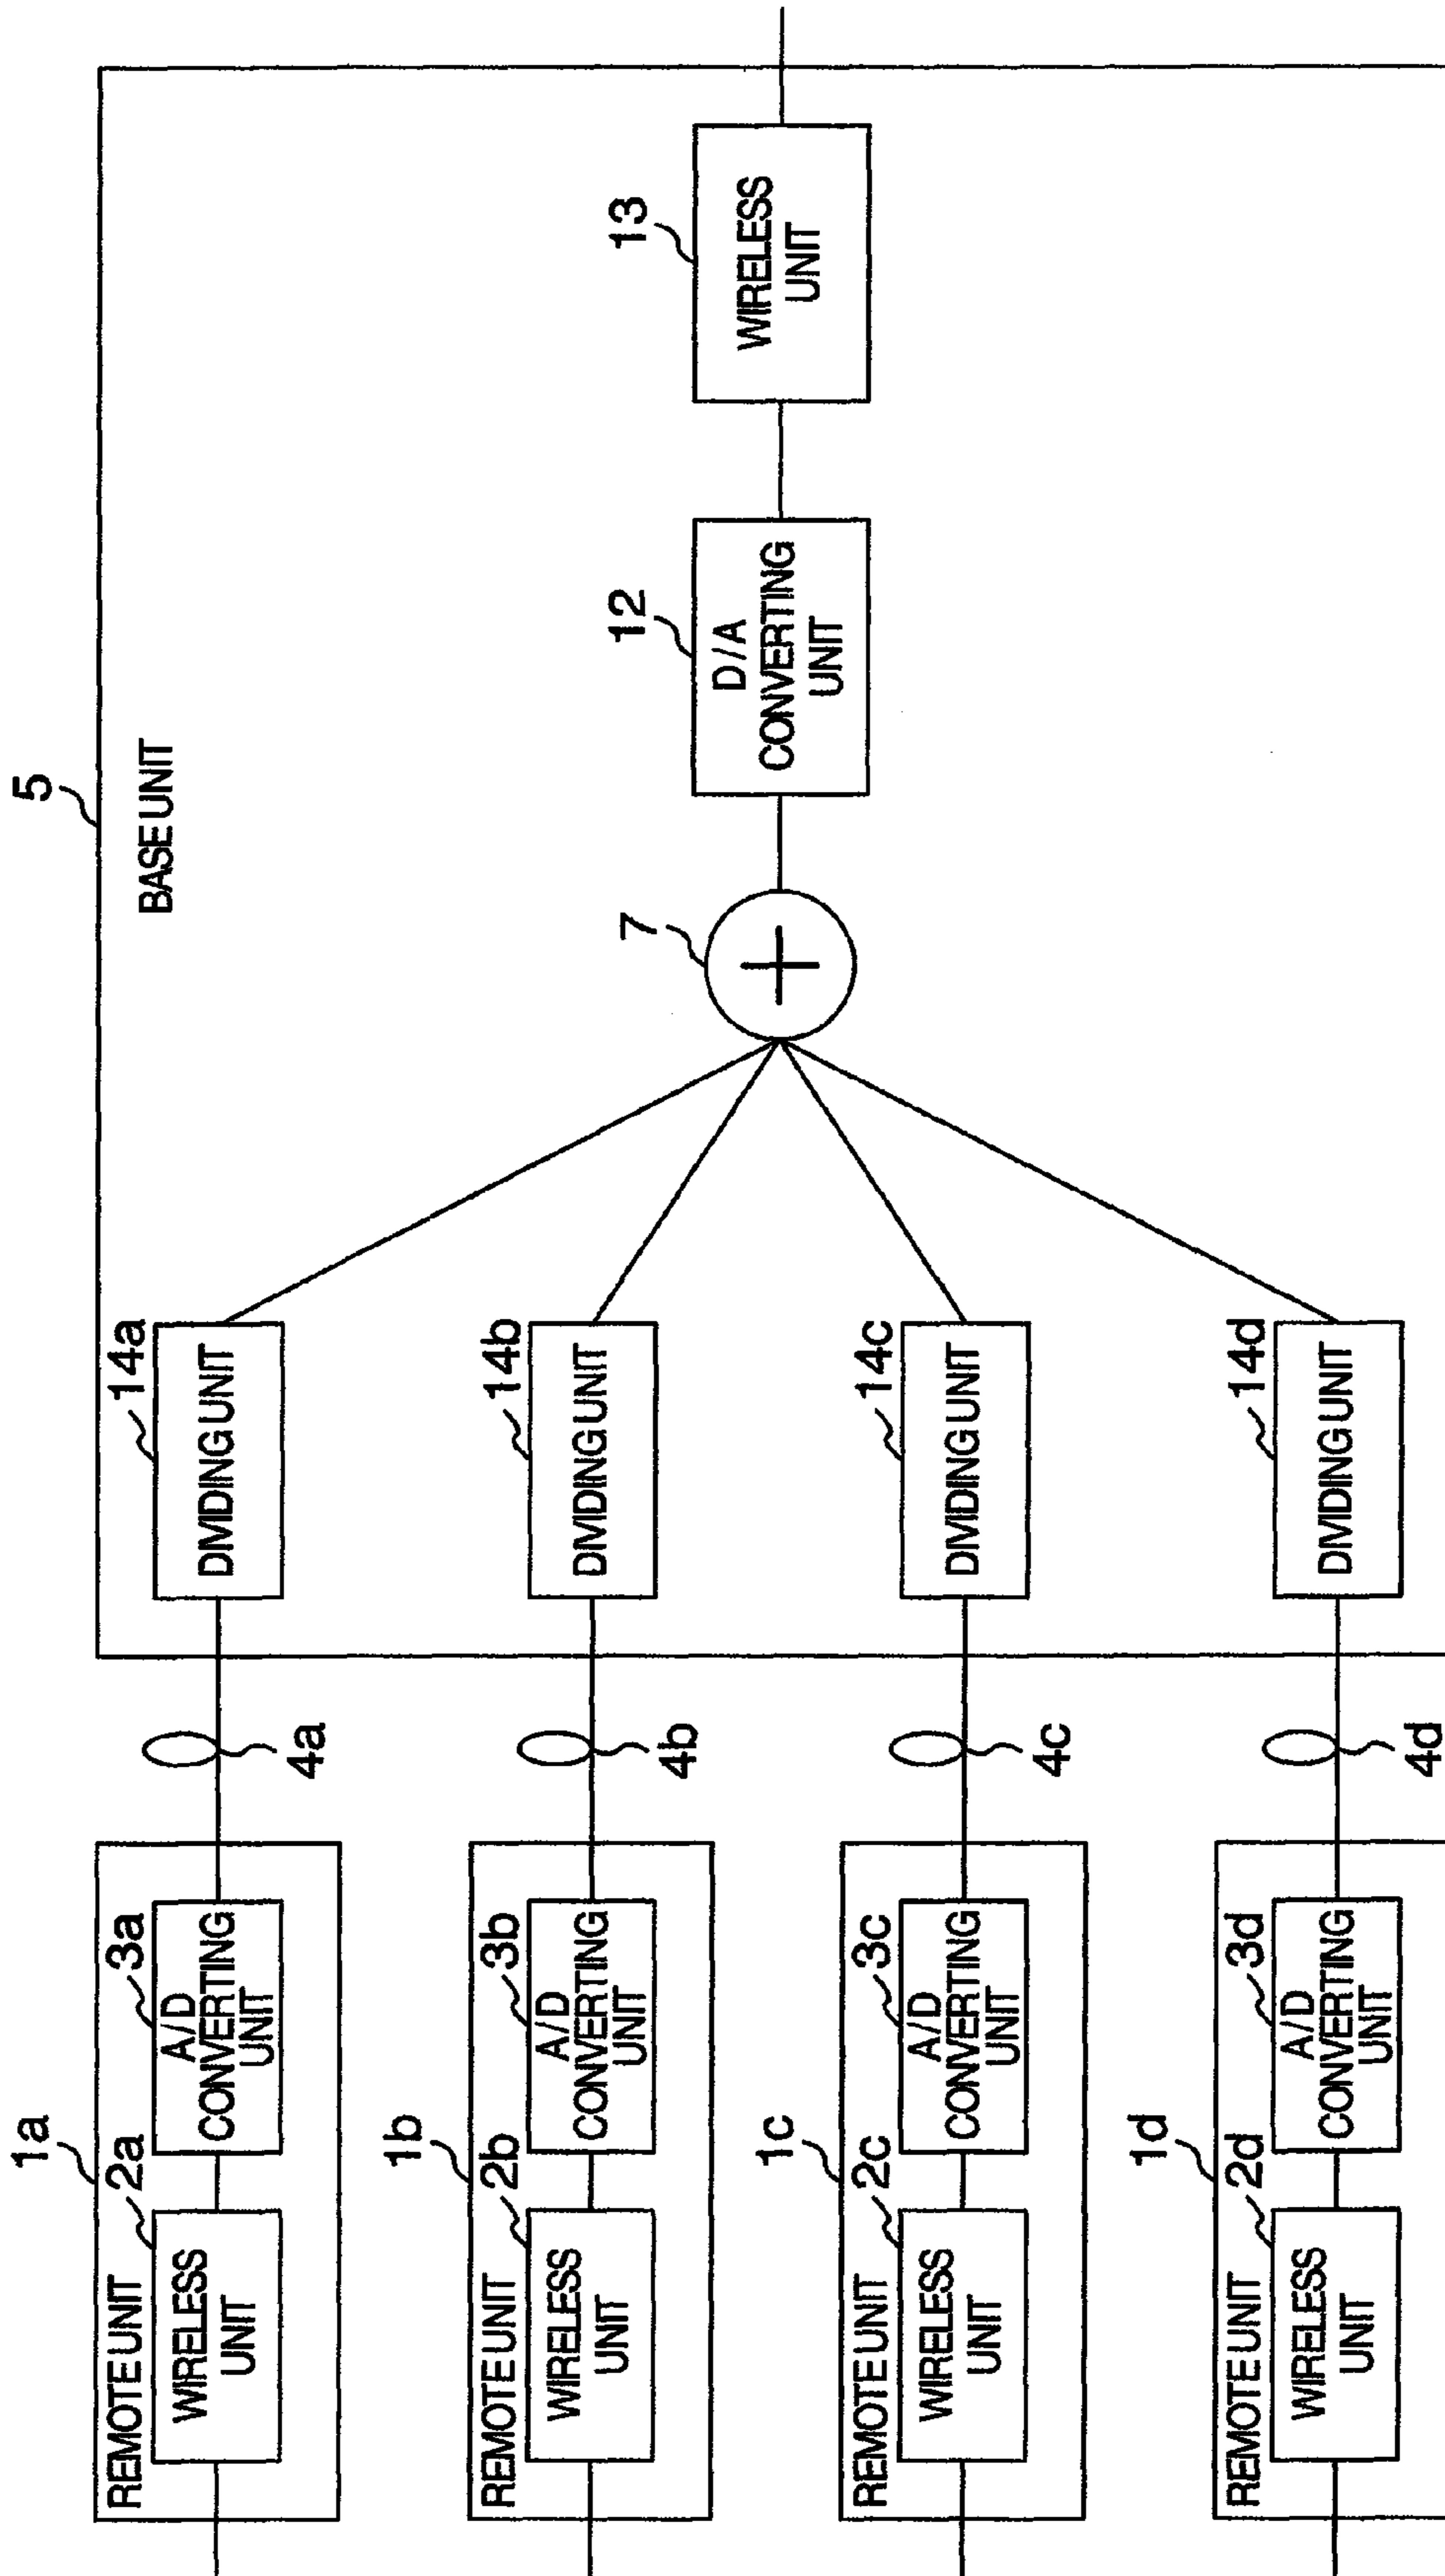 5
BASE UNIT
1a
REMOTE UNIT
2a
WIRELESS
UNIT
3a
A/D
CONVERTING
UNIT
4a
14a
DIVIDING UNIT
1b
REMOTE UNIT
2b
WIRELESS
UNIT
3b
A/D
CONVERTING
UNIT
4b
14b
DIVIDING UNIT
7
12
D/A
CONVERTING
UNIT
13
WIRELESS
UNIT
1c
REMOTE UNIT
2c
WIRELESS
UNIT
3c
A/D
CONVERTING
UNIT
4c
14c
DIVIDING UNIT
1d
REMOTE UNIT
2d
WIRELESS
UNIT
3d
A/D
CONVERTING
UNIT
4d
14d
DIVIDING UNIT